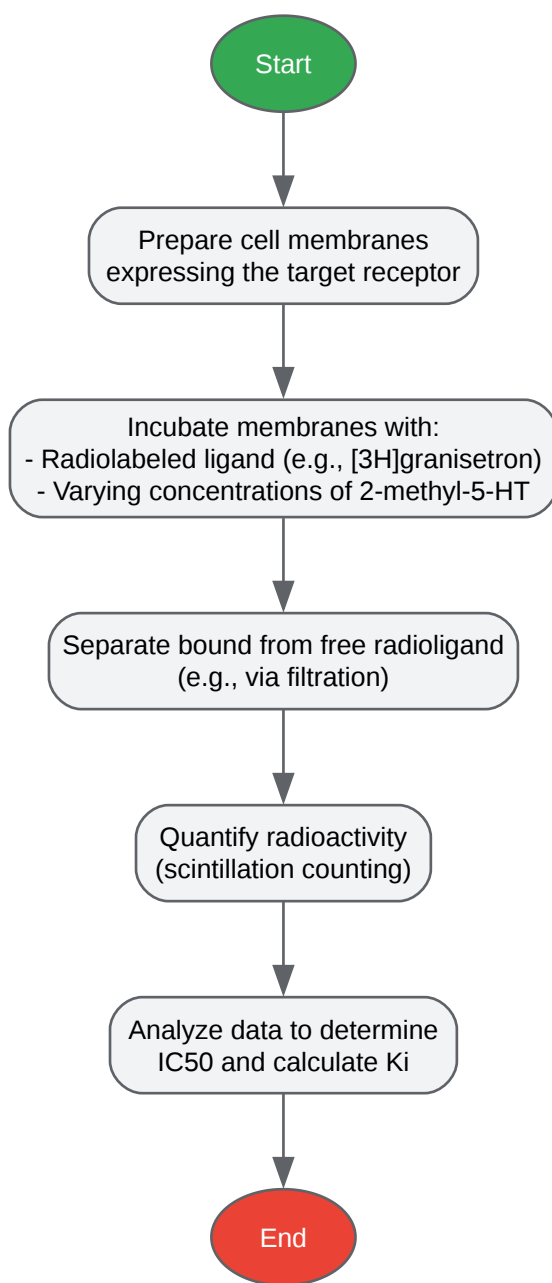 Start
Prepare cell membranes
expressing the target receptor
Incubate membranes with:
- Radiolabeled ligand (e.g., [3H]granisetron)
- Varying concentrations of 2-methyl-5-HT
Separate bound from free radioligand
(e.g., via filtration)
Quantify radioactivity
(scintillation counting)
Analyze data to determine
IC50 and calculate Ki
End